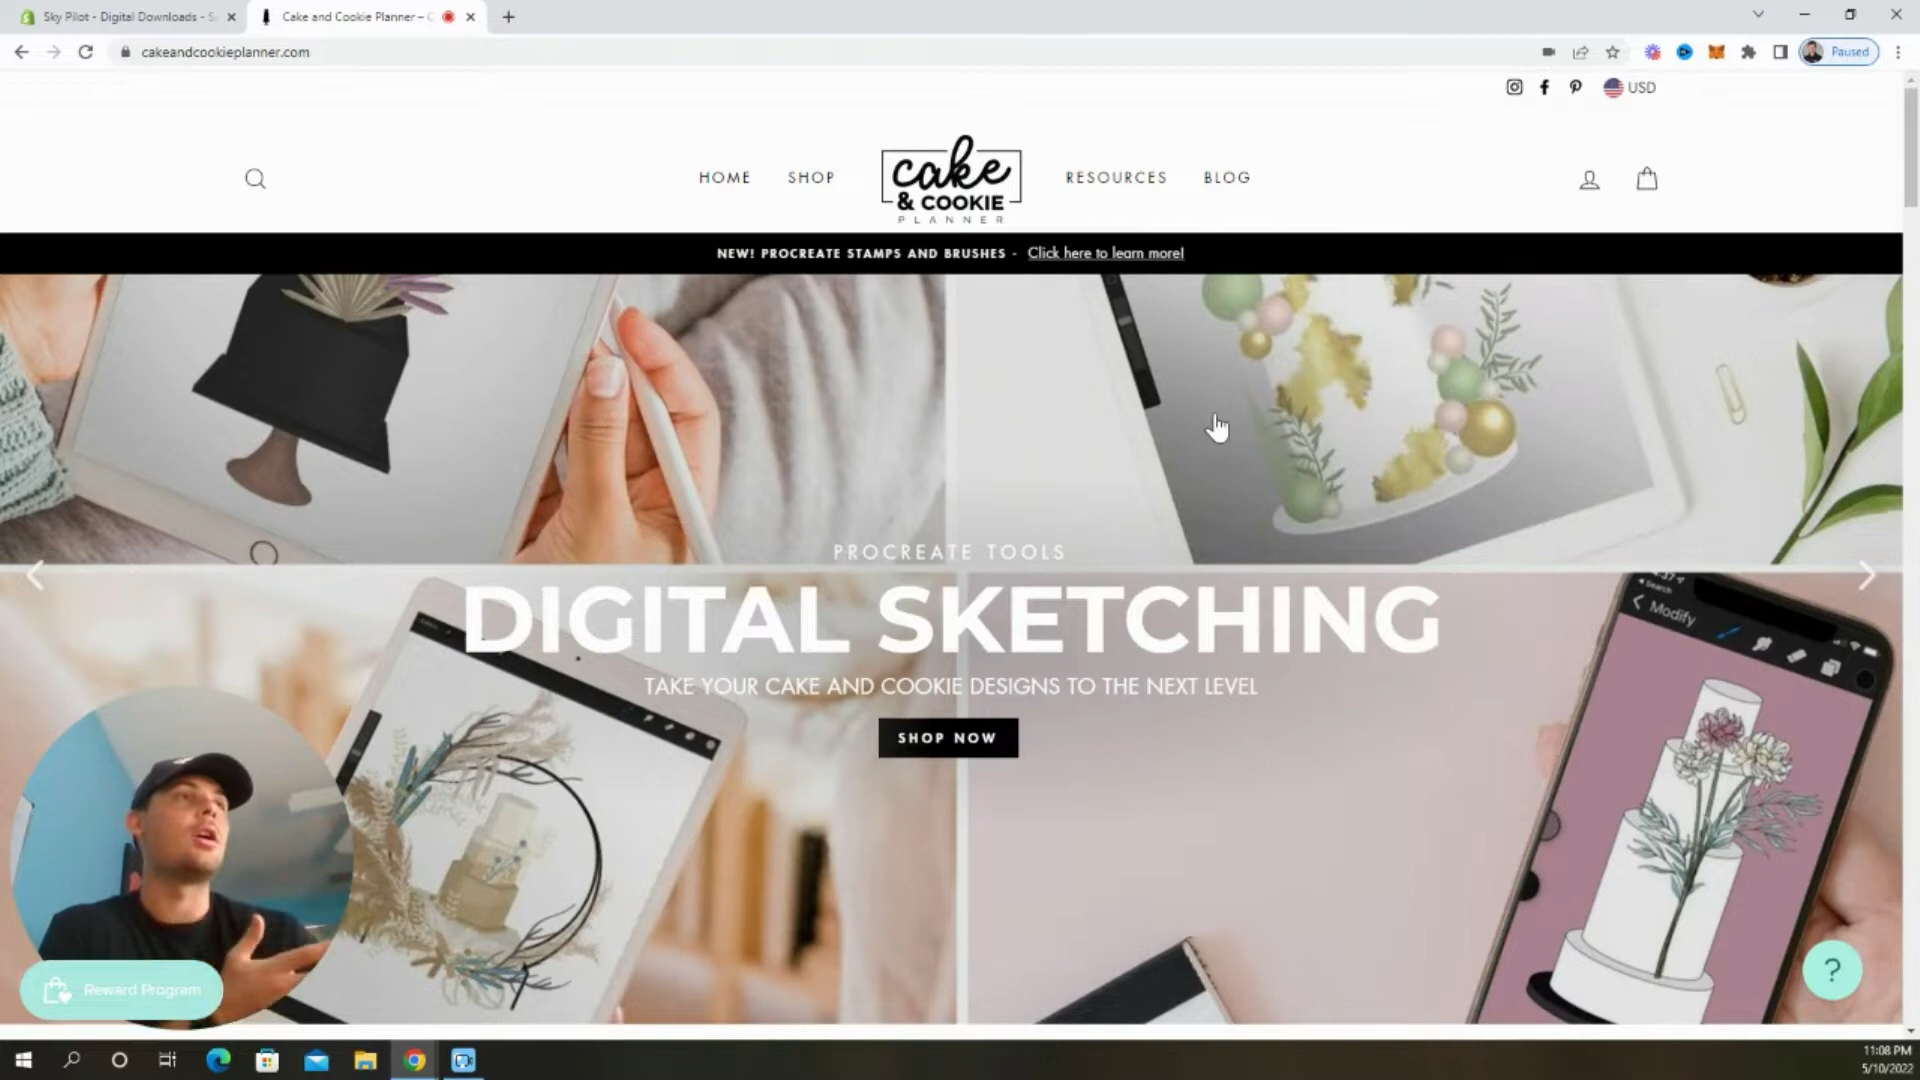 Sky Pilot - Digital Downloads - S
Cake and Cookie Planner – C
cakeandcookieplanner.com
Paused
USD
HOME
SHOP
cake
& COOKIE
PLANNER
RESOURCES
BLOG
NEW! PROCREATE STAMPS AND BRUSHES - Click here to learn more!
PROCREATE TOOLS
DIGITAL SKETCHING
TAKE YOUR CAKE AND COOKIE DESIGNS TO THE NEXT LEVEL
SHOP NOW
Search
Modify
Reward Program
?
11:08 PM
5/10/2022